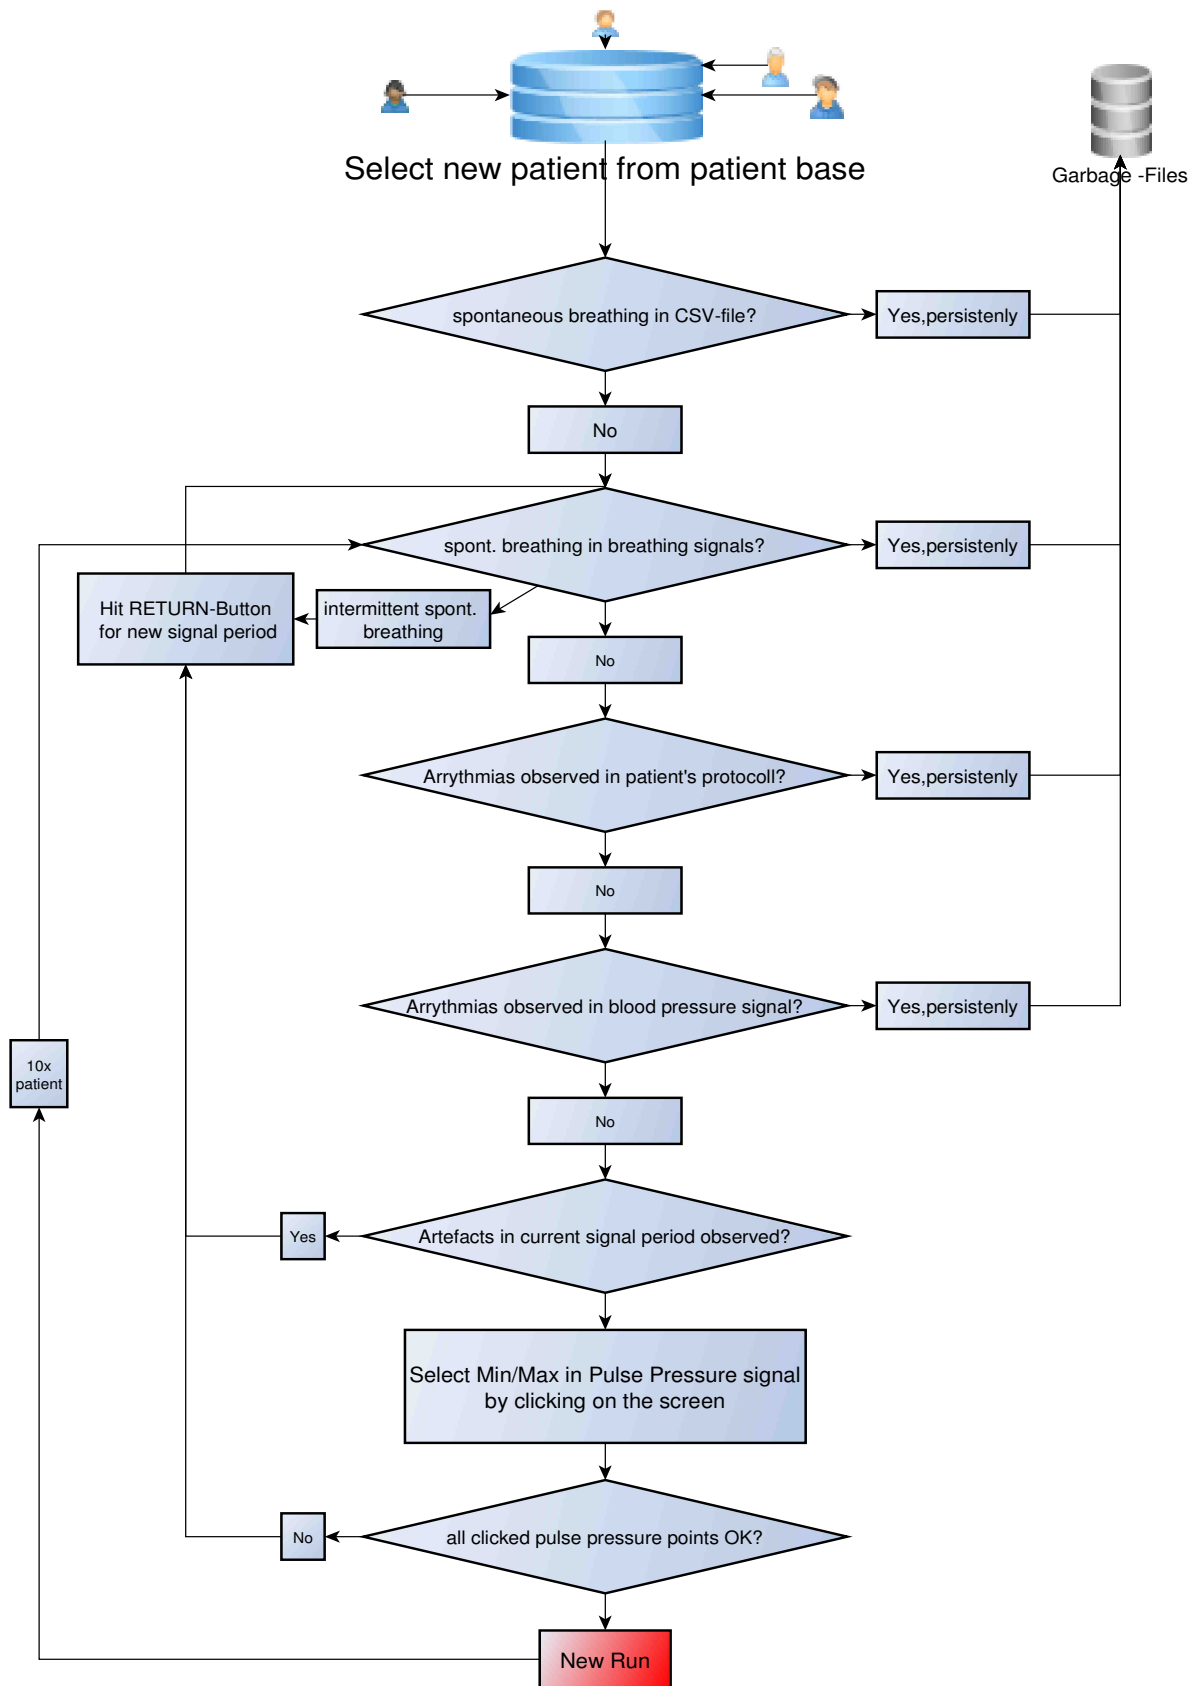 Select new patient from patient base
Garbage -Files
spontaneous breathing in CSV-file?
Yes,persistenly
No
spont. breathing in breathing signals?
Yes,persistenly
Hit RETURN-Button
for new signal period
intermittent spont.
breathing
No
Arrythmias observed in patient's protocoll?
Yes,persistenly
No
Arrythmias observed in blood pressure signal?
Yes,persistenly
10x
patient
No
Artefacts in current signal period observed?
Yes
Select Min/Max in Pulse Pressure signal
by clicking on the screen
all clicked pulse pressure points OK?
No
New Run